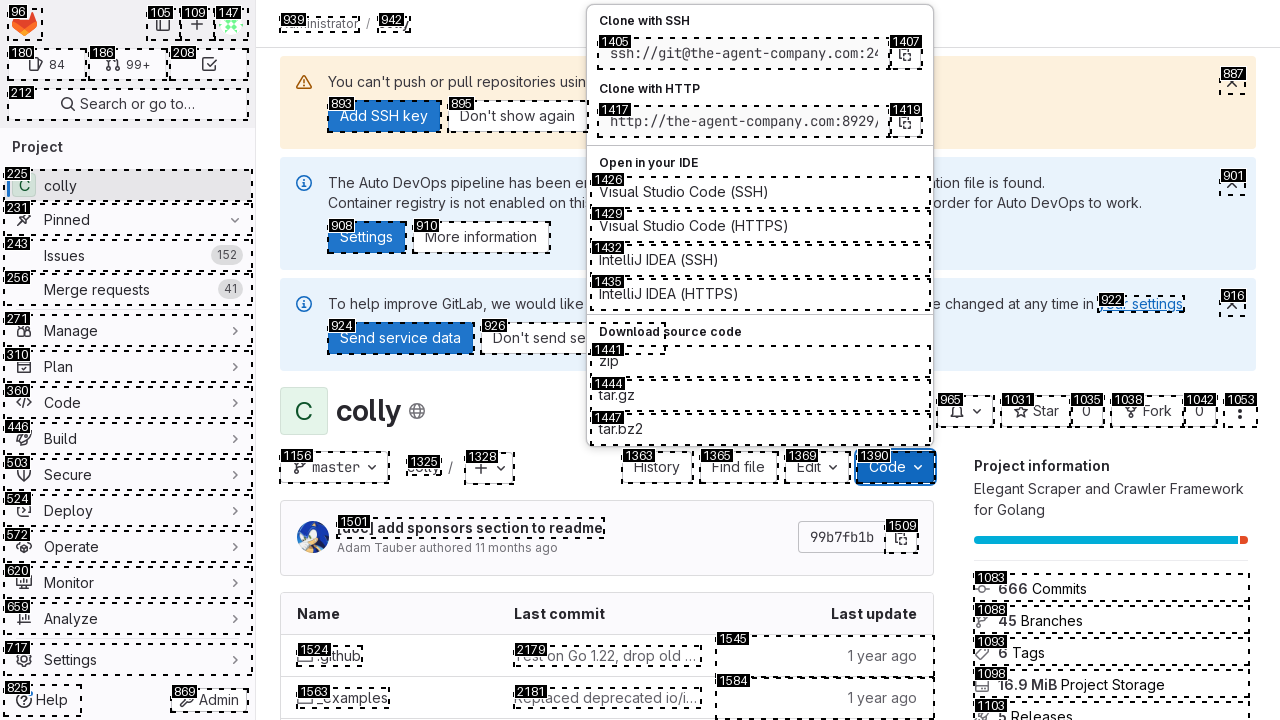 96
105
109
147
180
84
186
99+
208
212
Search or go to…
Project
225
C
colly
231
Pinned
243
Issues
152
256
Merge requests
41
271
Manage
310
Plan
360
Code
446
Build
503
Secure
524
Deploy
572
Operate
620
Monitor
659
Analyze
717
Settings
825
Help
869
Admin
939
Administrator
/
942
You can't push or pull repositories usin
887
893
Add SSH key
895
Don't show again
The Auto DevOps pipeline has been en
ation file is found.
901
Container registry is not enabled on thi
order for Auto DevOps to work.
908
Settings
910
More information
To help improve GitLab, we would like
e changed at any time in
922
settings
916
924
Send service data
926
Don't send se
Clone with SSH
1405
ssh://git@the-agent-company.com:24
1407
Clone with HTTP
1417
http://the-agent-company.com:8929/
1419
Open in your IDE
1426
Visual Studio Code (SSH)
1429
Visual Studio Code (HTTPS)
1432
IntelliJ IDEA (SSH)
1435
IntelliJ IDEA (HTTPS)
Download source code
1441
zip
1444
tar.gz
1447
tar.bz2
C
colly
965
1031
Star
1035
0
1038
Fork
1042
0
1053
1156
master
1325
colly
/
1328
1363
History
1365
Find file
1369
Edit
1390
Code
1501
[doc] add sponsors section to readme
Adam Tauber authored 11 months ago
99b7fb1b
1509
Name
Last commit
Last update
1524
.github
2179
Test on Go 1.22, drop old …
1545
1 year ago
1563
_examples
2181
Replaced deprecated io/i…
1584
1 year ago
Project information
Elegant Scraper and Crawler Framework
for Golang
1083
666 Commits
1088
45 Branches
1093
6 Tags
1098
16.9 MiB Project Storage
1103
5 Releases